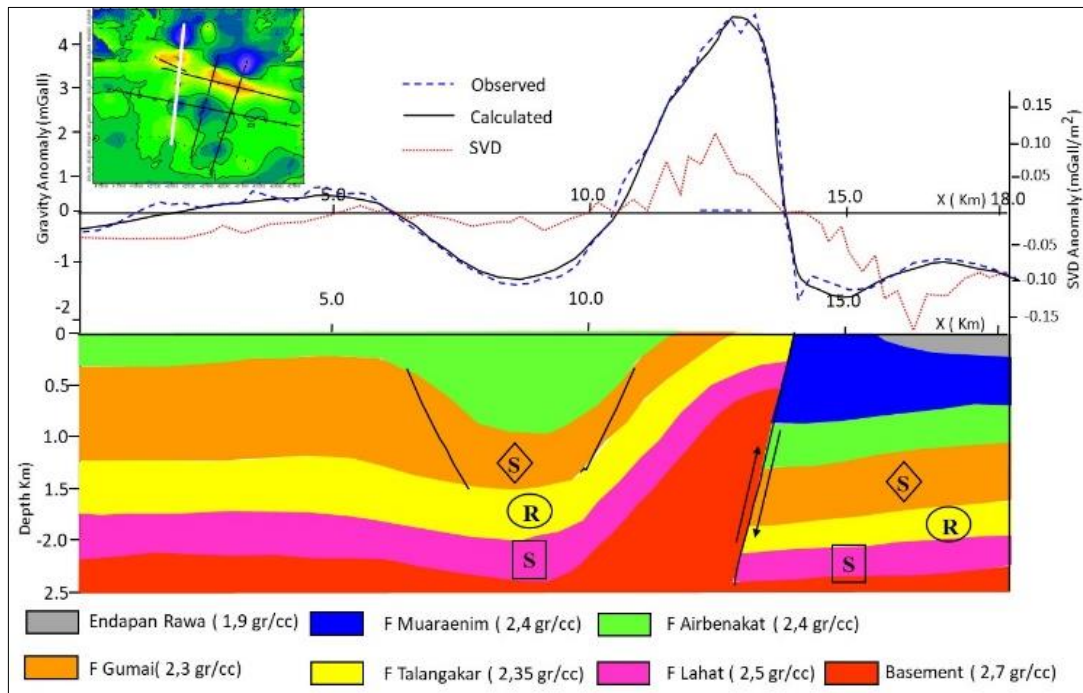 4
3
2
1
0
-1
-2
Gravity Anomaly (mGall)
Observed
Calculated
SVD
5.0
10.0
15.0
X ( Km) 18.0
0.15
0.10
0.05
0.00
-0.05
-0.10
-0.15
SVD Anomaly (mGall/m²)
5.0
10.0
15.0
X ( Km)
0
0.5
1.0
1.5
-2.0
2.5
Depth Km
S
R
S
S
R
S
Endapan Rawa ( 1,9 gr/cc)
F Muaraenim ( 2,4 gr/cc)
F Airbenakat ( 2,4 gr/cc)
F Gumai( 2,3 gr/cc)
F Talangakar ( 2,35 gr/cc)
F Lahat ( 2,5 gr/cc)
Basement ( 2,7 gr/cc)